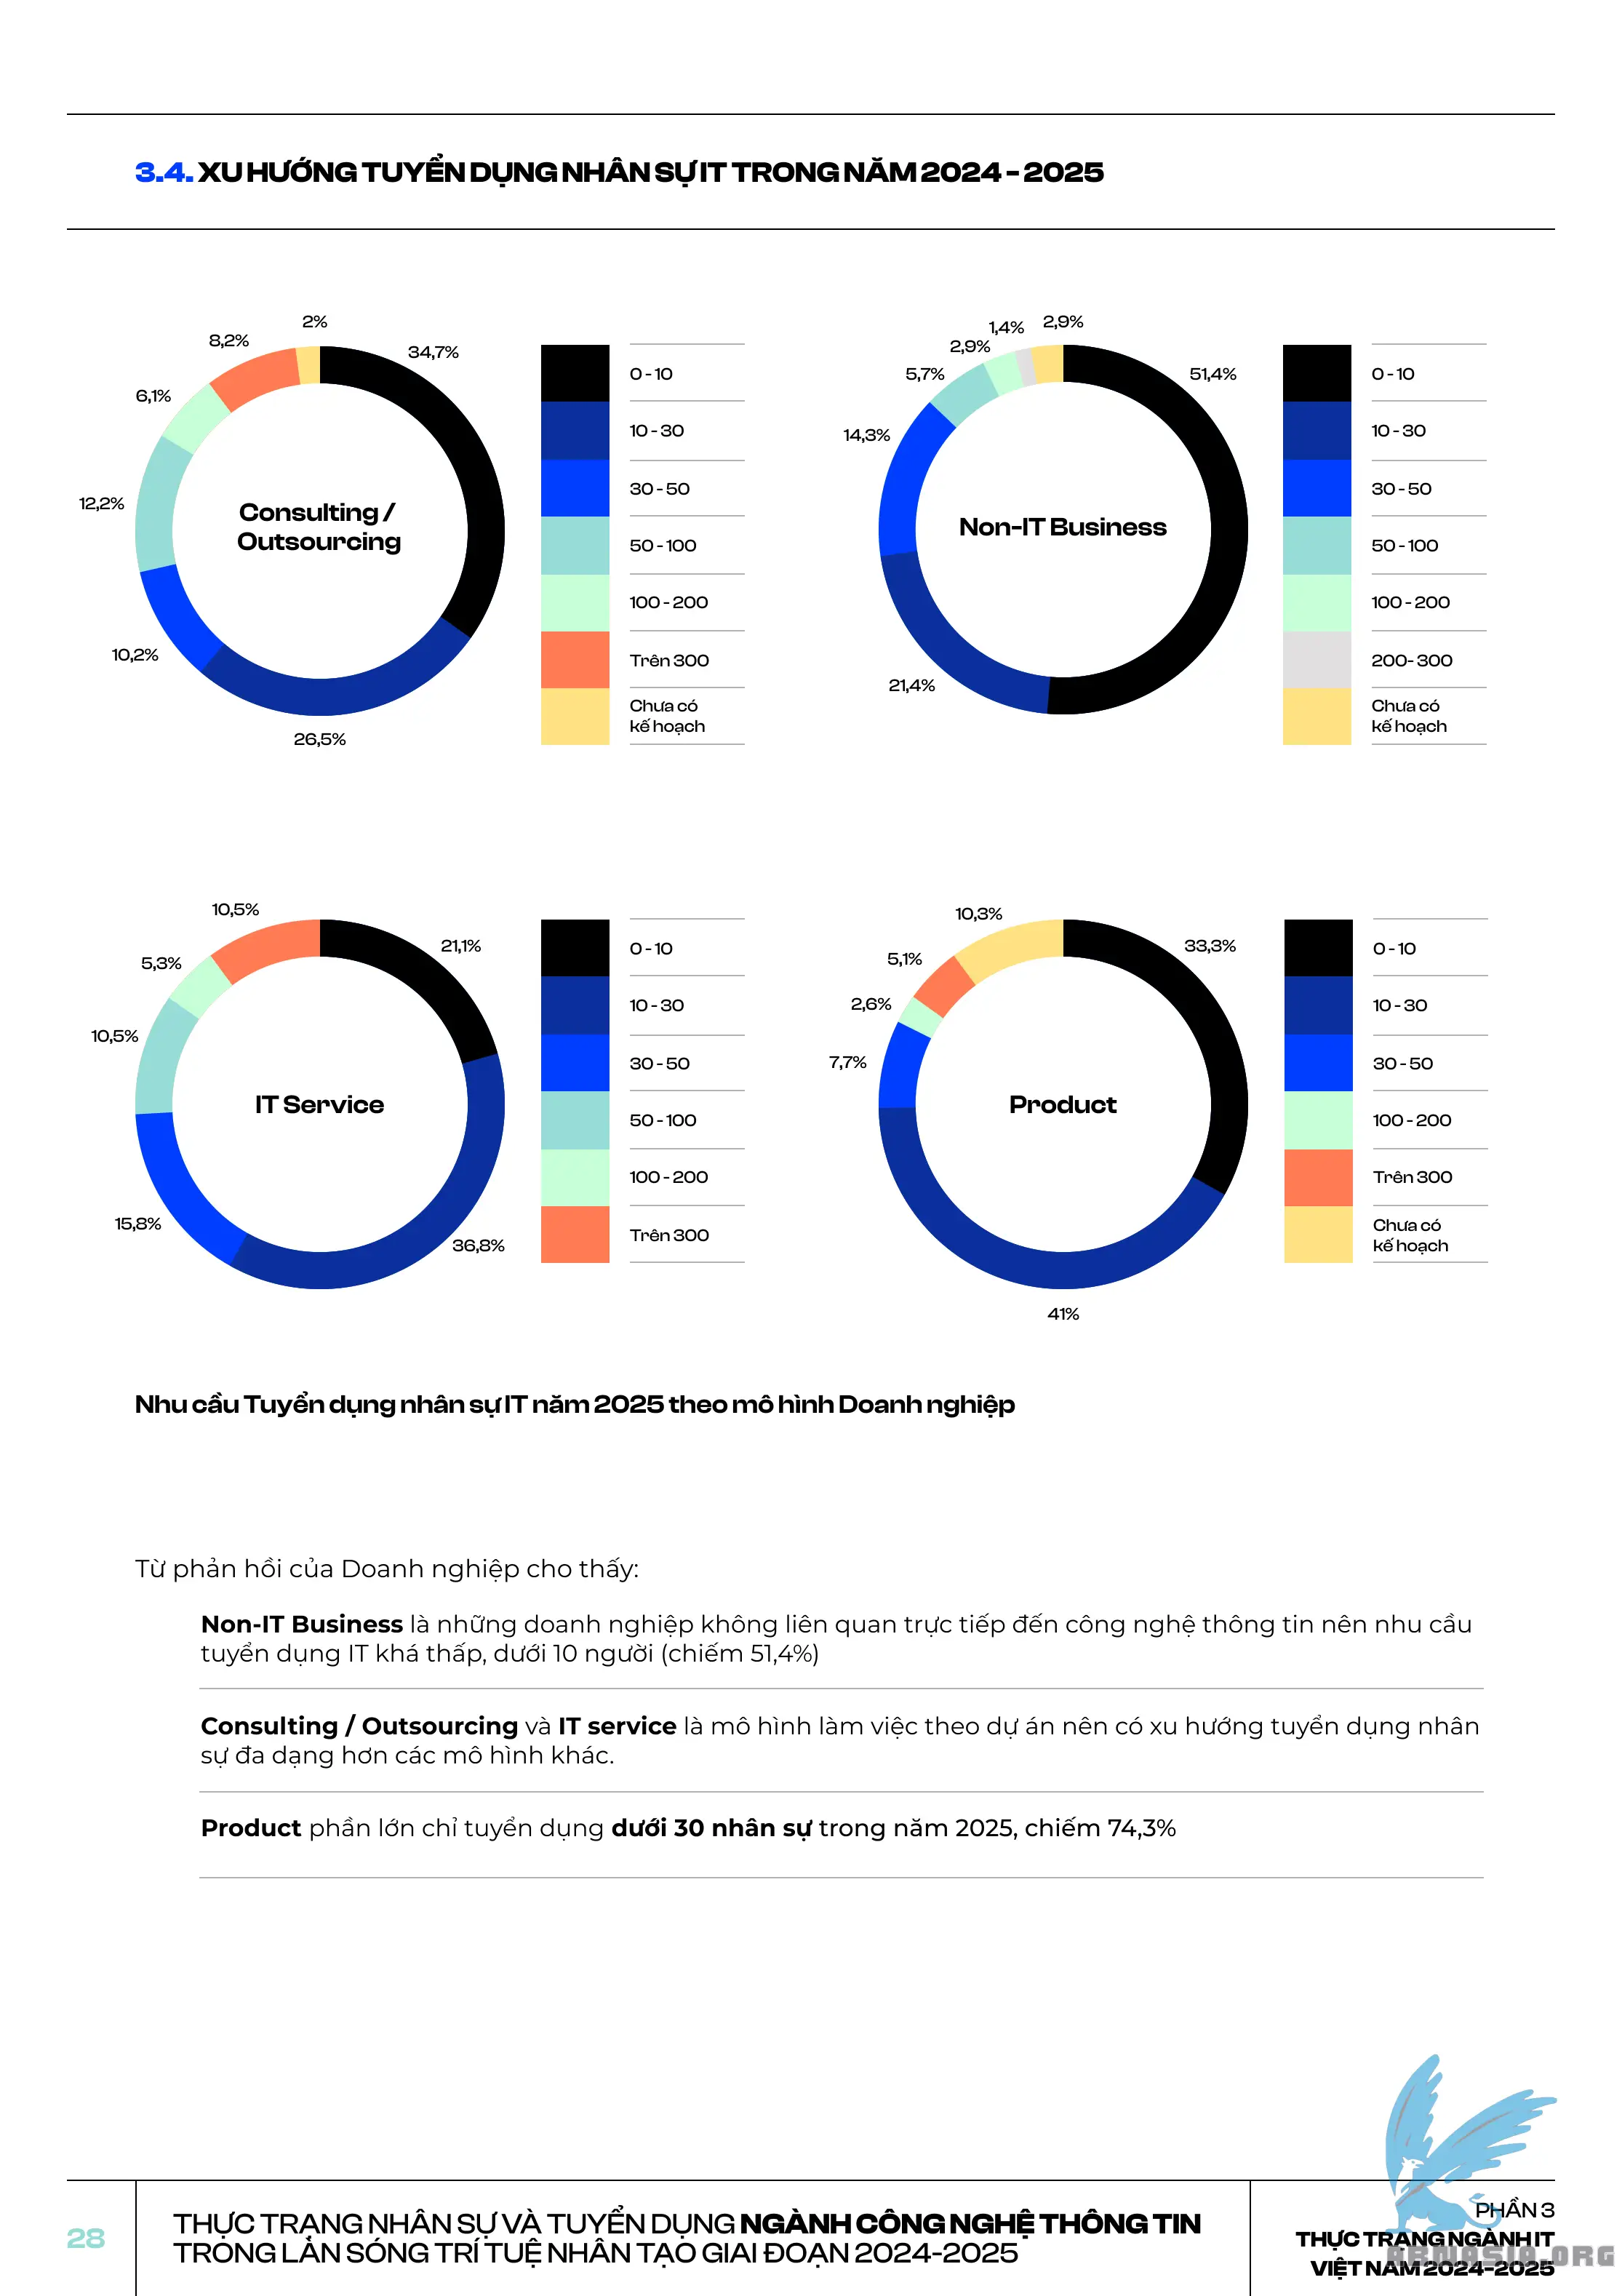 3.4. XU HƯỚNG TUYỂN DỤNG NHÂN SỰ IT TRONG NĂM 2024 - 2025
2%
8,2%
34,7%
6,1%
12,2%
10,2%
26,5%
Consulting /
Outsourcing
0 - 10
10 - 30
30 - 50
50 - 100
100 - 200
Trên 300
Chưa có
kế hoạch
1,4%
2,9%
2,9%
5,7%
51,4%
14,3%
21,4%
Non-IT Business
0 - 10
10 - 30
30 - 50
50 - 100
100 - 200
200- 300
Chưa có
kế hoạch
10,5%
21,1%
5,3%
10,5%
15,8%
36,8%
IT Service
0 - 10
10 - 30
30 - 50
50 - 100
100 - 200
Trên 300
10,3%
33,3%
5,1%
2,6%
7,7%
41%
Product
0 - 10
10 - 30
30 - 50
100 - 200
Trên 300
Chưa có
kế hoạch
Nhu cầu Tuyển dụng nhân sự IT năm 2025 theo mô hình Doanh nghiệp
Từ phản hồi của Doanh nghiệp cho thấy:
Non-IT Business là những doanh nghiệp không liên quan trực tiếp đến công nghệ thông tin nên nhu cầu
tuyển dụng IT khá thấp, dưới 10 người (chiếm 51,4%)
Consulting / Outsourcing và IT service là mô hình làm việc theo dự án nên có xu hướng tuyển dụng nhân
sự đa dạng hơn các mô hình khác.
Product phần lớn chỉ tuyển dụng dưới 30 nhân sự trong năm 2025, chiếm 74,3%
28
THỰC TRẠNG NHÂN SỰ VÀ TUYỂN DỤNG NGÀNH CÔNG NGHỆ THÔNG TIN
TRONG LÀN SÓNG TRÍ TUỆ NHÂN TẠO GIAI ĐOẠN 2024-2025
PHẦN 3
THỰC TRẠNG NGÀNH IT
VIỆT NAM 2024-2025
ARMASIA.ORG